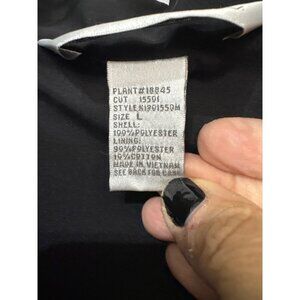 PLANT#18845
CUT 15501
STYLE#1901550M
SIZE L
SHELL:
100%POLYESTER
LINING:
90%POLYESTER
10%COTTON
MADE IN VIETNAM
SEE BACK FOR CARE